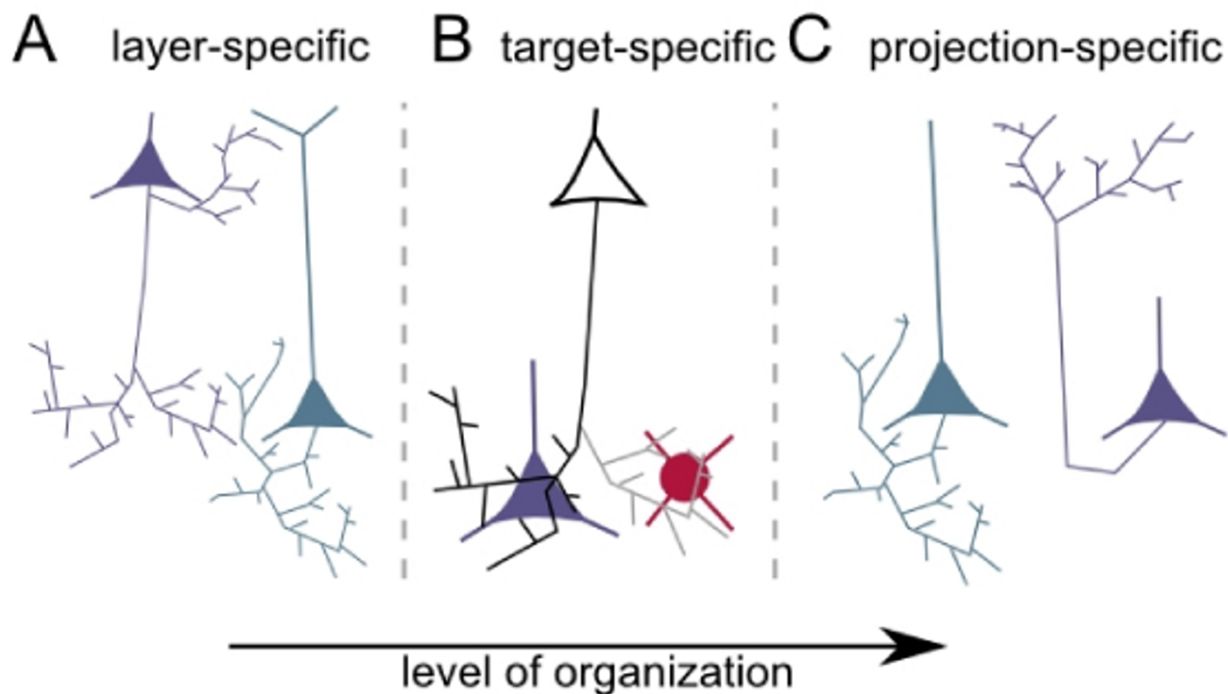 A layer-specific
B target-specific
C projection-specific
level of organization